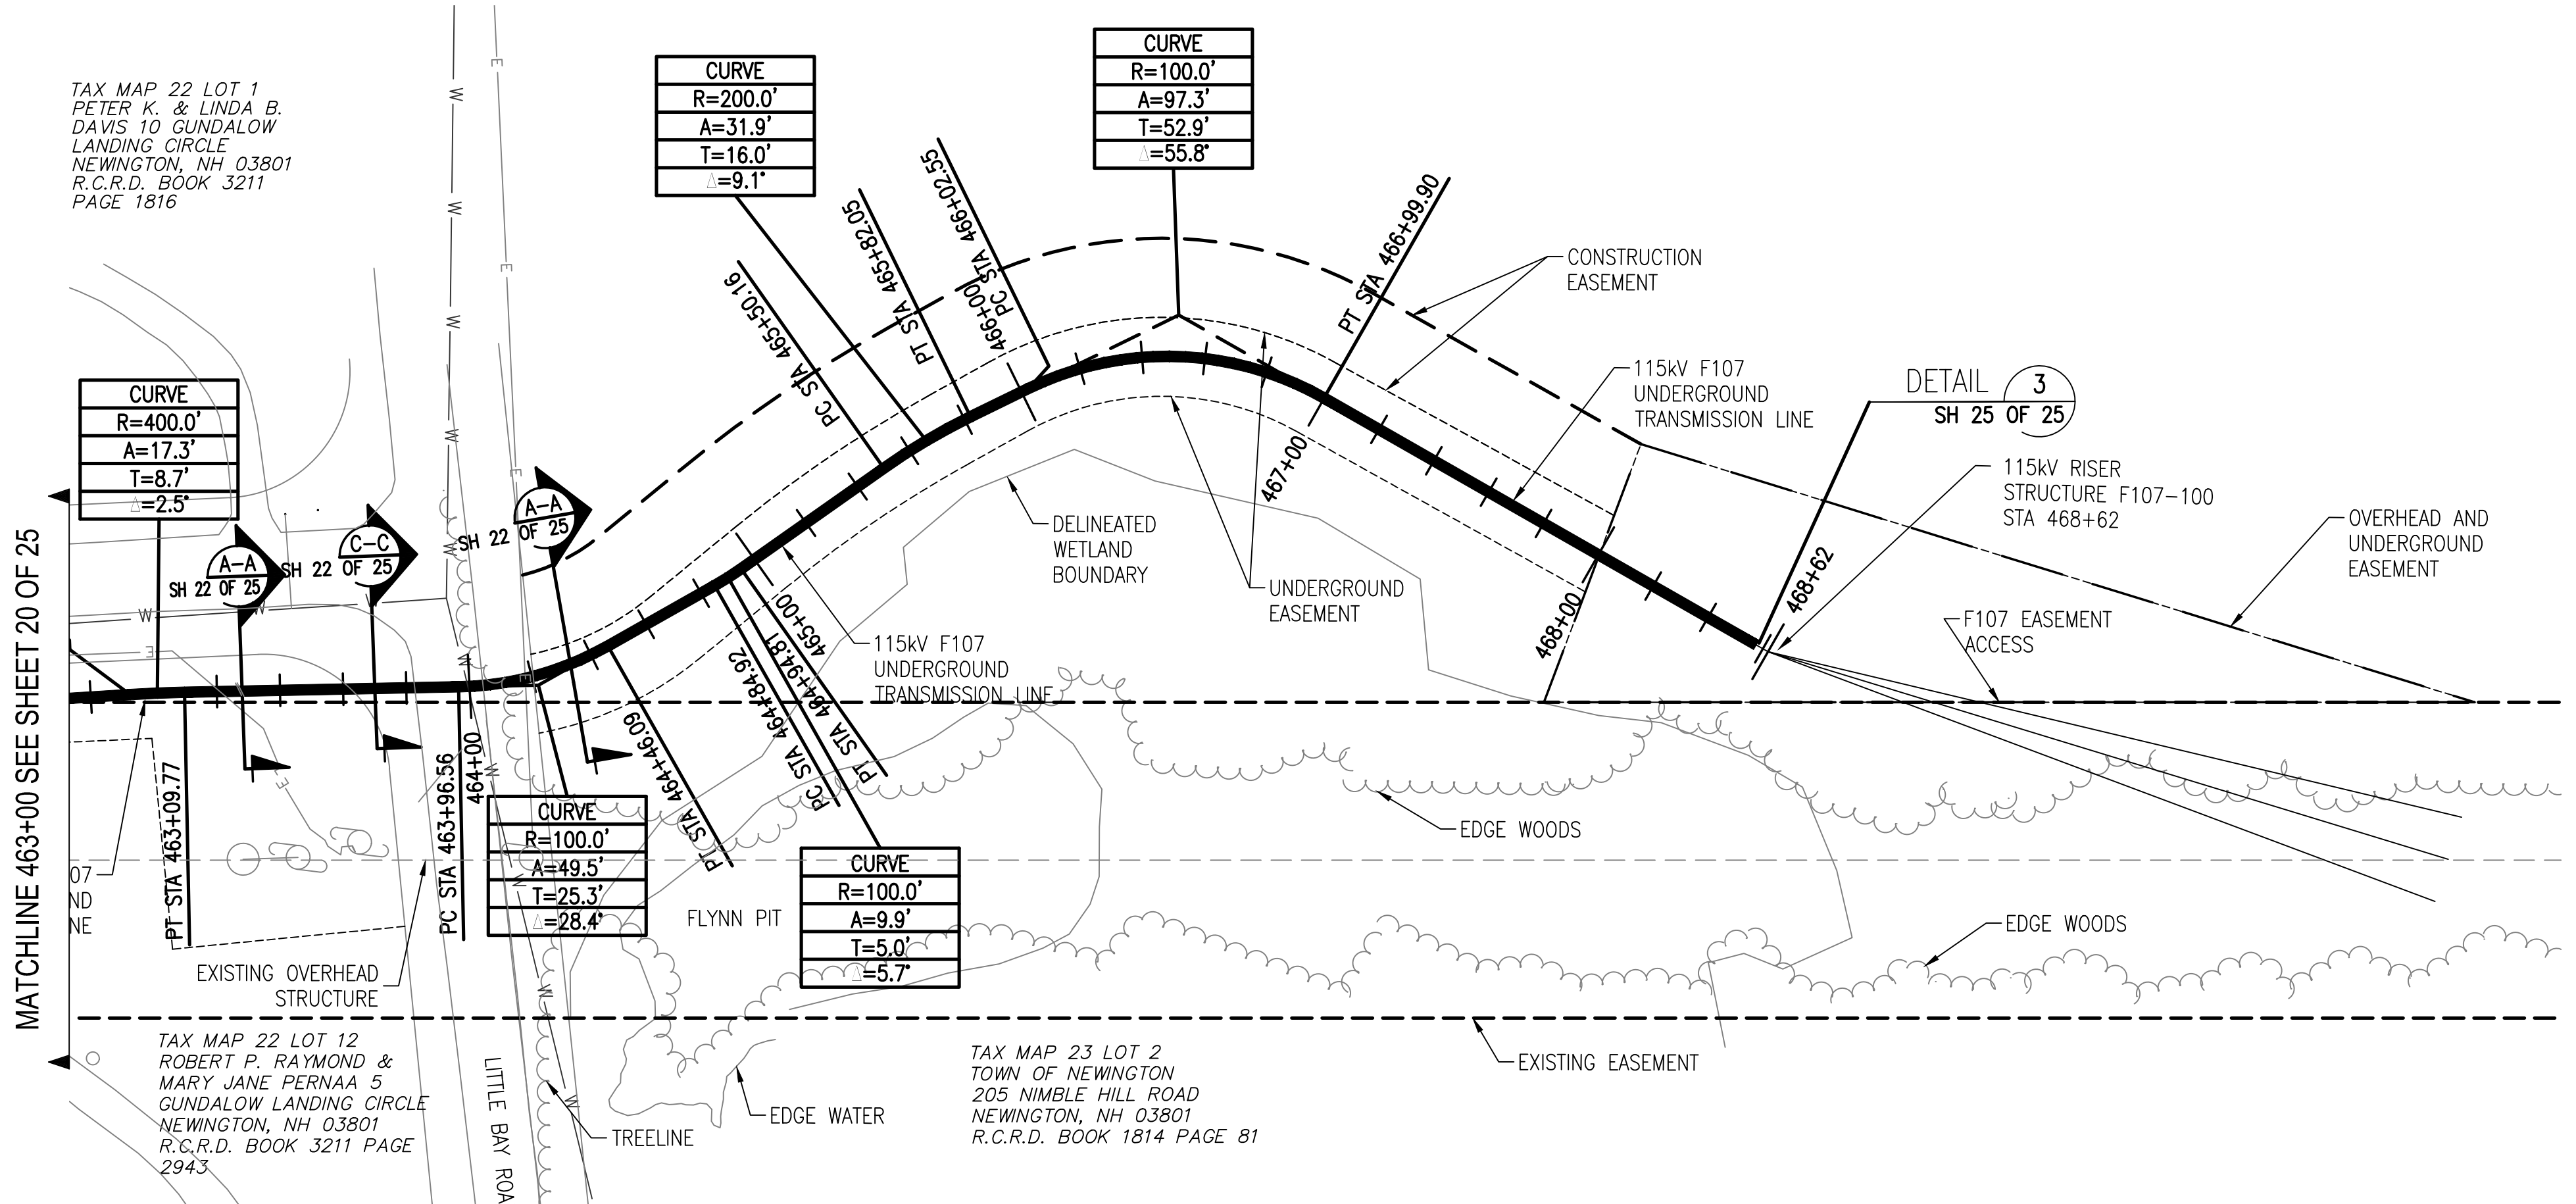 TAX MAP 22 LOT 1
PETER K. & LINDA B.
DAVIS 10 GUNDALOW
LANDING CIRCLE
NEWINGTON, NH 03801
R.C.R.D. BOOK 3211
PAGE 1816
CURVE
R=200.0'
A=31.9'
T=16.0'
Δ=9.1°
CURVE
R=100.0'
A=97.3'
T=52.9'
Δ=55.8°
CURVE
R=400.0'
A=17.3'
T=8.7'
Δ=2.5°
PC STA 465+50.16
PT STA 465+82.05
466+00
PC STA 466+02.55
PT STA 466+99.90
CONSTRUCTION
EASEMENT
115kV F107
UNDERGROUND
TRANSMISSION LINE
DETAIL 3
SH 25 OF 25
115kV RISER
STRUCTURE F107-100
STA 468+62
OVERHEAD AND
UNDERGROUND
EASEMENT
F107 EASEMENT
ACCESS
468+62
468+00
467+00
DELINEATED
WETLAND
BOUNDARY
UNDERGROUND
EASEMENT
115kV F107
UNDERGROUND
TRANSMISSION LINE
A-A
SH 22 OF 25
C-C
SH 22 OF 25
A-A
SH 22 OF 25
W
W
W
W
W
W
W
W
W
W
W
W
E
E
E
E
E
E
MATCHLINE 463+00 SEE SHEET 20 OF 25
PT STA 463+09.77
PC STA 463+96.56
464+00
PT STA 464+46.09
PC STA 464+84.92
PT STA 484+94.81
465+00
07
ND
NE
CURVE
R=100.0'
A=49.5'
T=25.3'
Δ=28.4°
CURVE
R=100.0'
A=9.9'
T=5.0'
Δ=5.7°
FLYNN PIT
EDGE WOODS
EDGE WOODS
EXISTING OVERHEAD
STRUCTURE
EXISTING EASEMENT
TAX MAP 22 LOT 12
ROBERT P. RAYMOND &
MARY JANE PERNAA 5
GUNDALOW LANDING CIRCLE
NEWINGTON, NH 03801
R.C.R.D. BOOK 3211 PAGE
2943
LITTLE BAY ROA
TREELINE
EDGE WATER
TAX MAP 23 LOT 2
TOWN OF NEWINGTON
205 NIMBLE HILL ROAD
NEWINGTON, NH 03801
R.C.R.D. BOOK 1814 PAGE 81